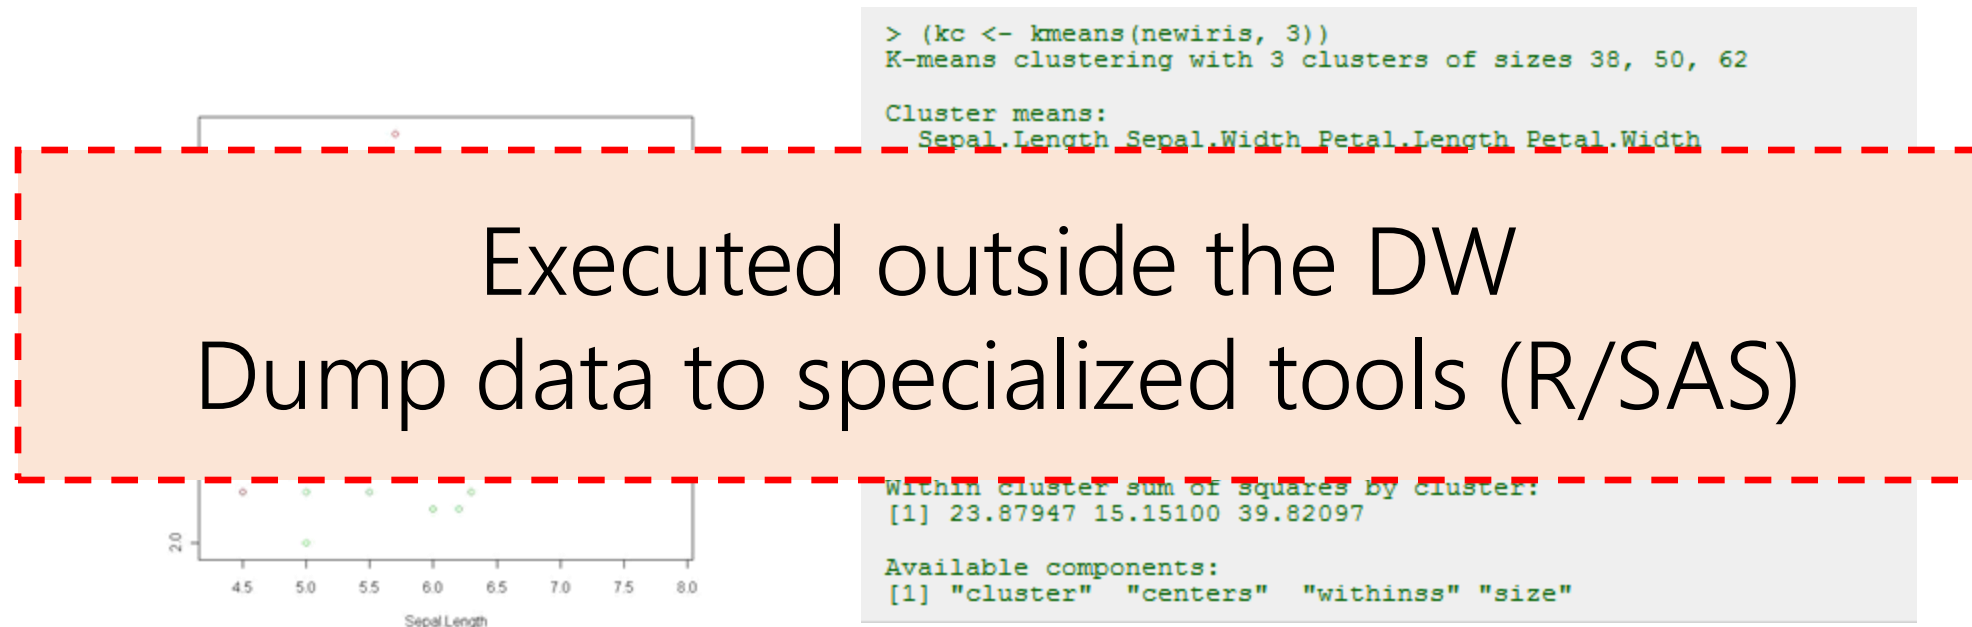 > (kc <- kmeans(newiris, 3))
K-means clustering with 3 clusters of sizes 38, 50, 62
Cluster means:
Sepal.Length Sepal.Width Petal.Length Petal.Width
Executed outside the DW
Dump data to specialized tools (R/SAS)
Within cluster sum of squares by cluster:
[1] 23.87947 15.15100 39.82097
Available components:
[1] "cluster" "centers" "withinss" "size"
2.0
4.5 5.0 5.5 6.0 6.5 7.0 7.5 8.0
Sepal.Length